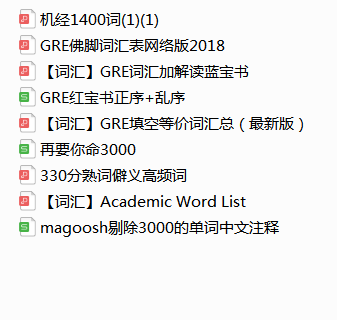 机经1400词(1)(1)
GRE佛脚词汇表网络版2018
【词汇】GRE词汇加解读蓝宝书
GRE红宝书正序+乱序
【词汇】GRE填空等价词汇总（最新版）
再要你命3000
330分熟词僻义高频词
【词汇】Academic Word List
magoosh剔除3000的单词中文注释